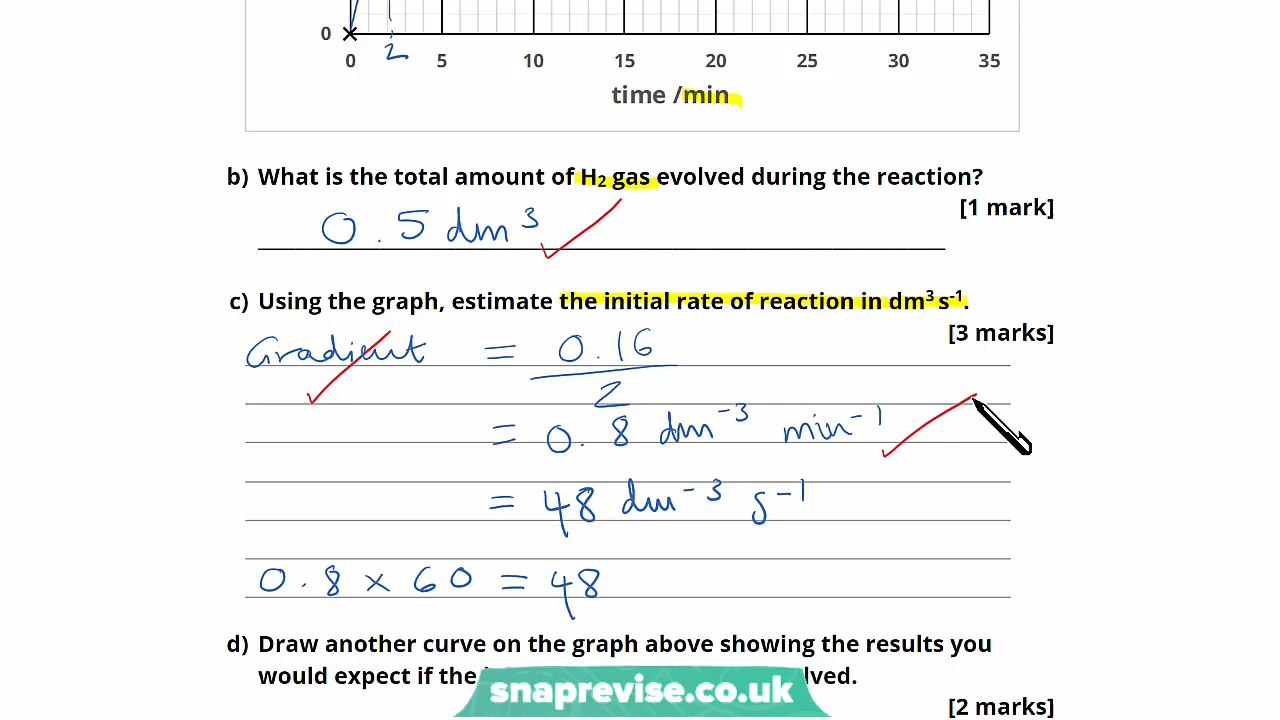 0
2
0 5 10 15 20 25 30 35
time /min
b) What is the total amount of H₂ gas evolved during the reaction?
[1 mark]
0.5 dm³
c) Using the graph, estimate the initial rate of reaction in dm³ s⁻¹.
[3 marks]
Gradient = 0.16
2
= 0.8 dm⁻³ min⁻¹
= 48 dm⁻³ s⁻¹
0.8 × 60 = 48
d) Draw another curve on the graph above showing the results you
would expect if the lved.
snaprevise.co.uk
[2 marks]